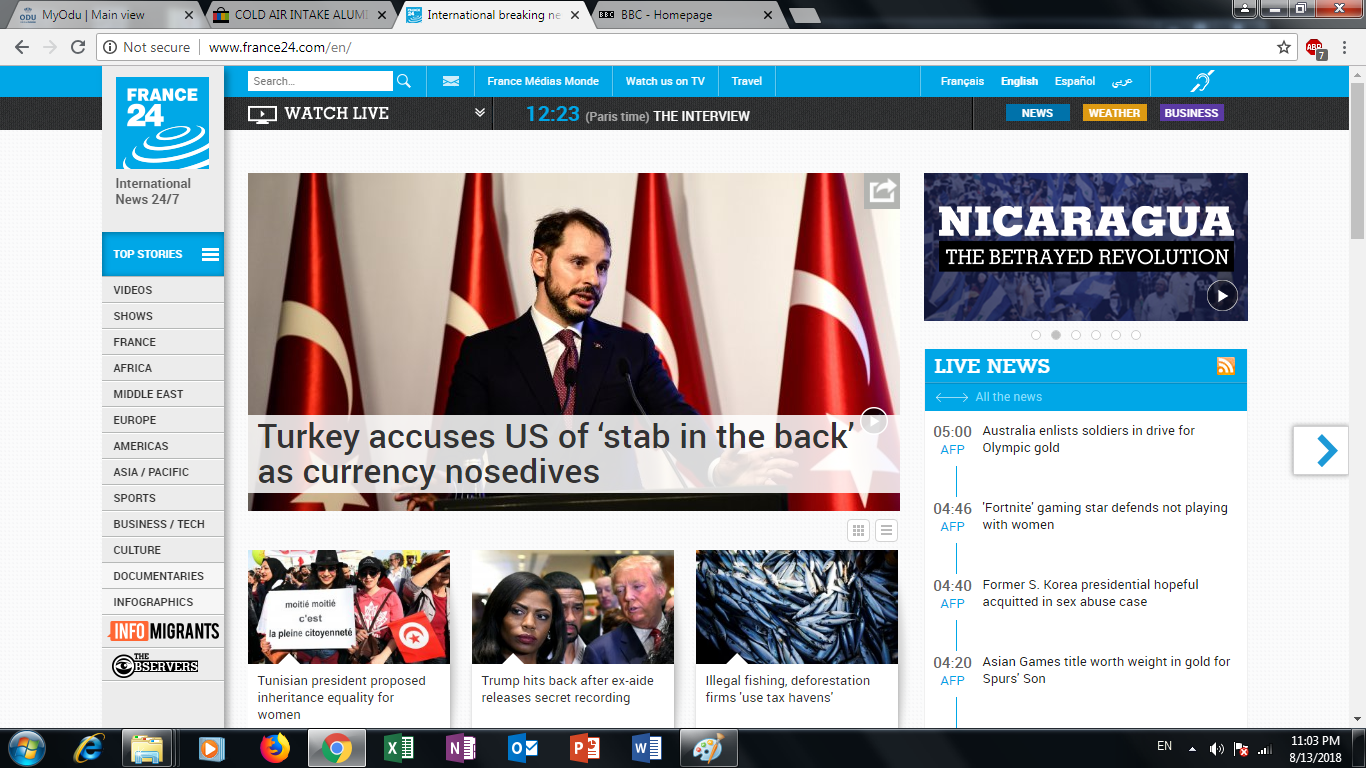 MyOdu | Main view
COLD AIR INTAKE ALUMI
International breaking ne
BBC - Homepage
Not secure
www.france24.com/en/
ABP
7
FRANCE
24
International
News 24/7
Search...
France Médias Monde
Watch us on TV
Travel
Français
English
Español
عربي
WATCH LIVE
12:23 (Paris time) THE INTERVIEW
NEWS
WEATHER
BUSINESS
TOP STORIES
VIDEOS
SHOWS
FRANCE
AFRICA
MIDDLE EAST
EUROPE
AMERICAS
ASIA / PACIFIC
SPORTS
BUSINESS / TECH
CULTURE
DOCUMENTARIES
INFOGRAPHICS
INFOMIGRANTS
THE
OBSERVERS
Turkey accuses US of ‘stab in the back’
as currency nosedives
moitié moitié
c'est
la pleine citoyenneté
Tunisian president proposed
inheritance equality for
women
Trump hits back after ex-aide
releases secret recording
Illegal fishing, deforestation
firms 'use tax havens'
NICARAGUA
THE BETRAYED REVOLUTION
LIVE NEWS
All the news
05:00
AFP
Australia enlists soldiers in drive for
Olympic gold
04:46
AFP
'Fortnite' gaming star defends not playing
with women
04:40
AFP
Former S. Korea presidential hopeful
acquitted in sex abuse case
04:20
AFP
Asian Games title worth weight in gold for
Spurs' Son
EN
11:03 PM
8/13/2018